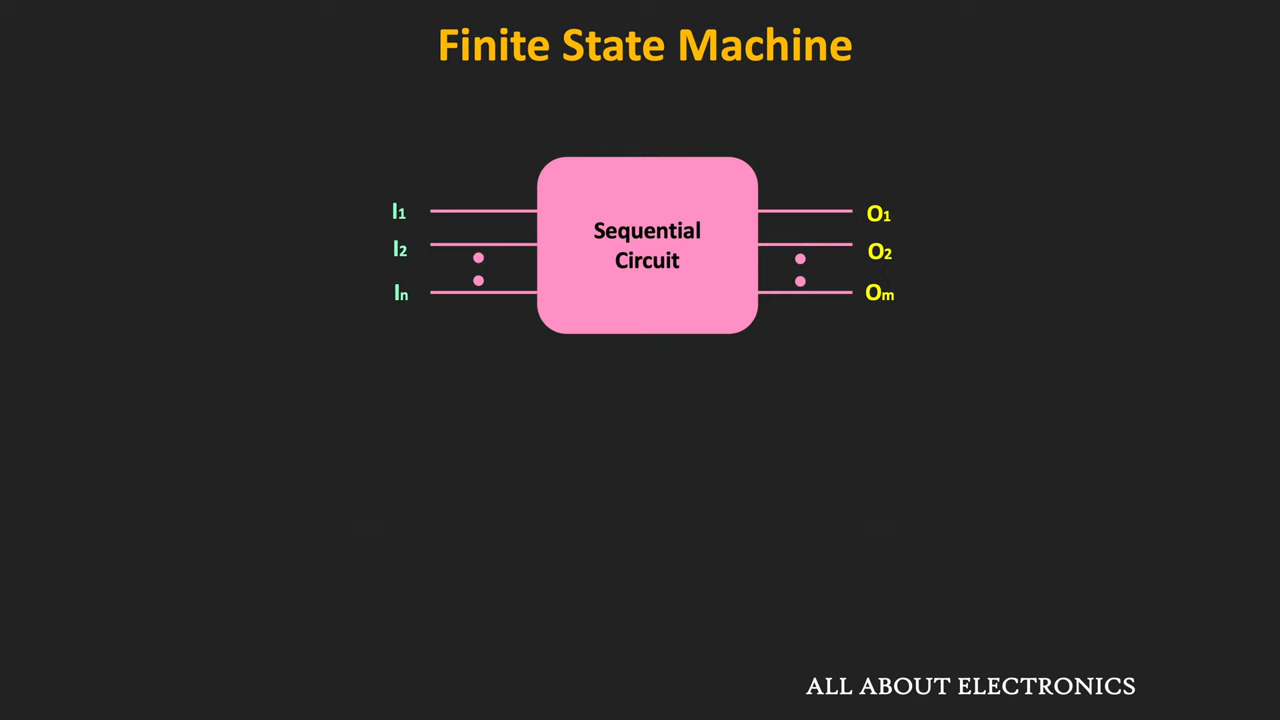 Finite State Machine
I1
I2
In
Sequential
Circuit
O1
O2
Om
ALL ABOUT ELECTRONICS